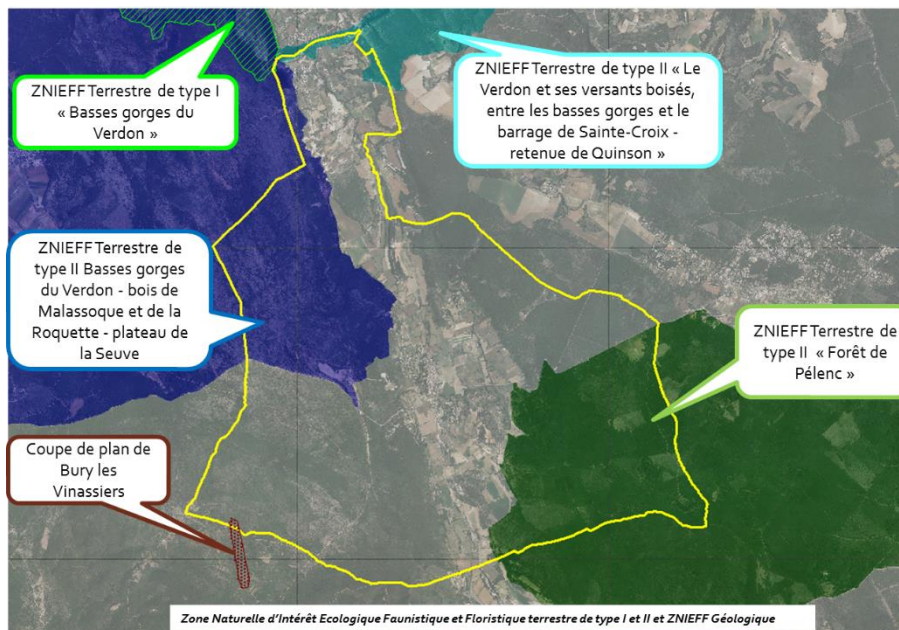 ZNIEFF Terrestre de type I
« Basses gorges du
Verdon »
ZNIEFF Terrestre de type II « Le
Verdon et ses versants boisés,
entre les basses gorges et le
barrage de Sainte-Croix -
retenue de Quinson »
ZNIEFF Terrestre de
type II Basses gorges
du Verdon - bois de
Malassoque et de la
Roquette - plateau de
la Seuve
ZNIEFF Terrestre de
type II « Forêt de
Pélenc »
Coupe de plan de
Bury les
Vinassiers
Zone Naturelle d'Intérêt Ecologique Faunistique et Floristique terrestre de type I et II et ZNIEFF Géologique